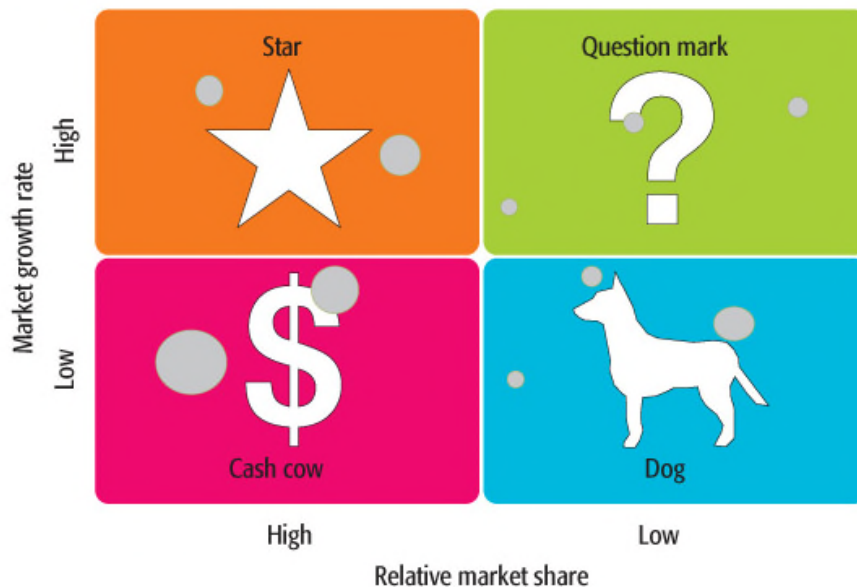 Star
Question mark
High
Market growth rate
Low
$
?
Cash cow
Dog
High
Low
Relative market share